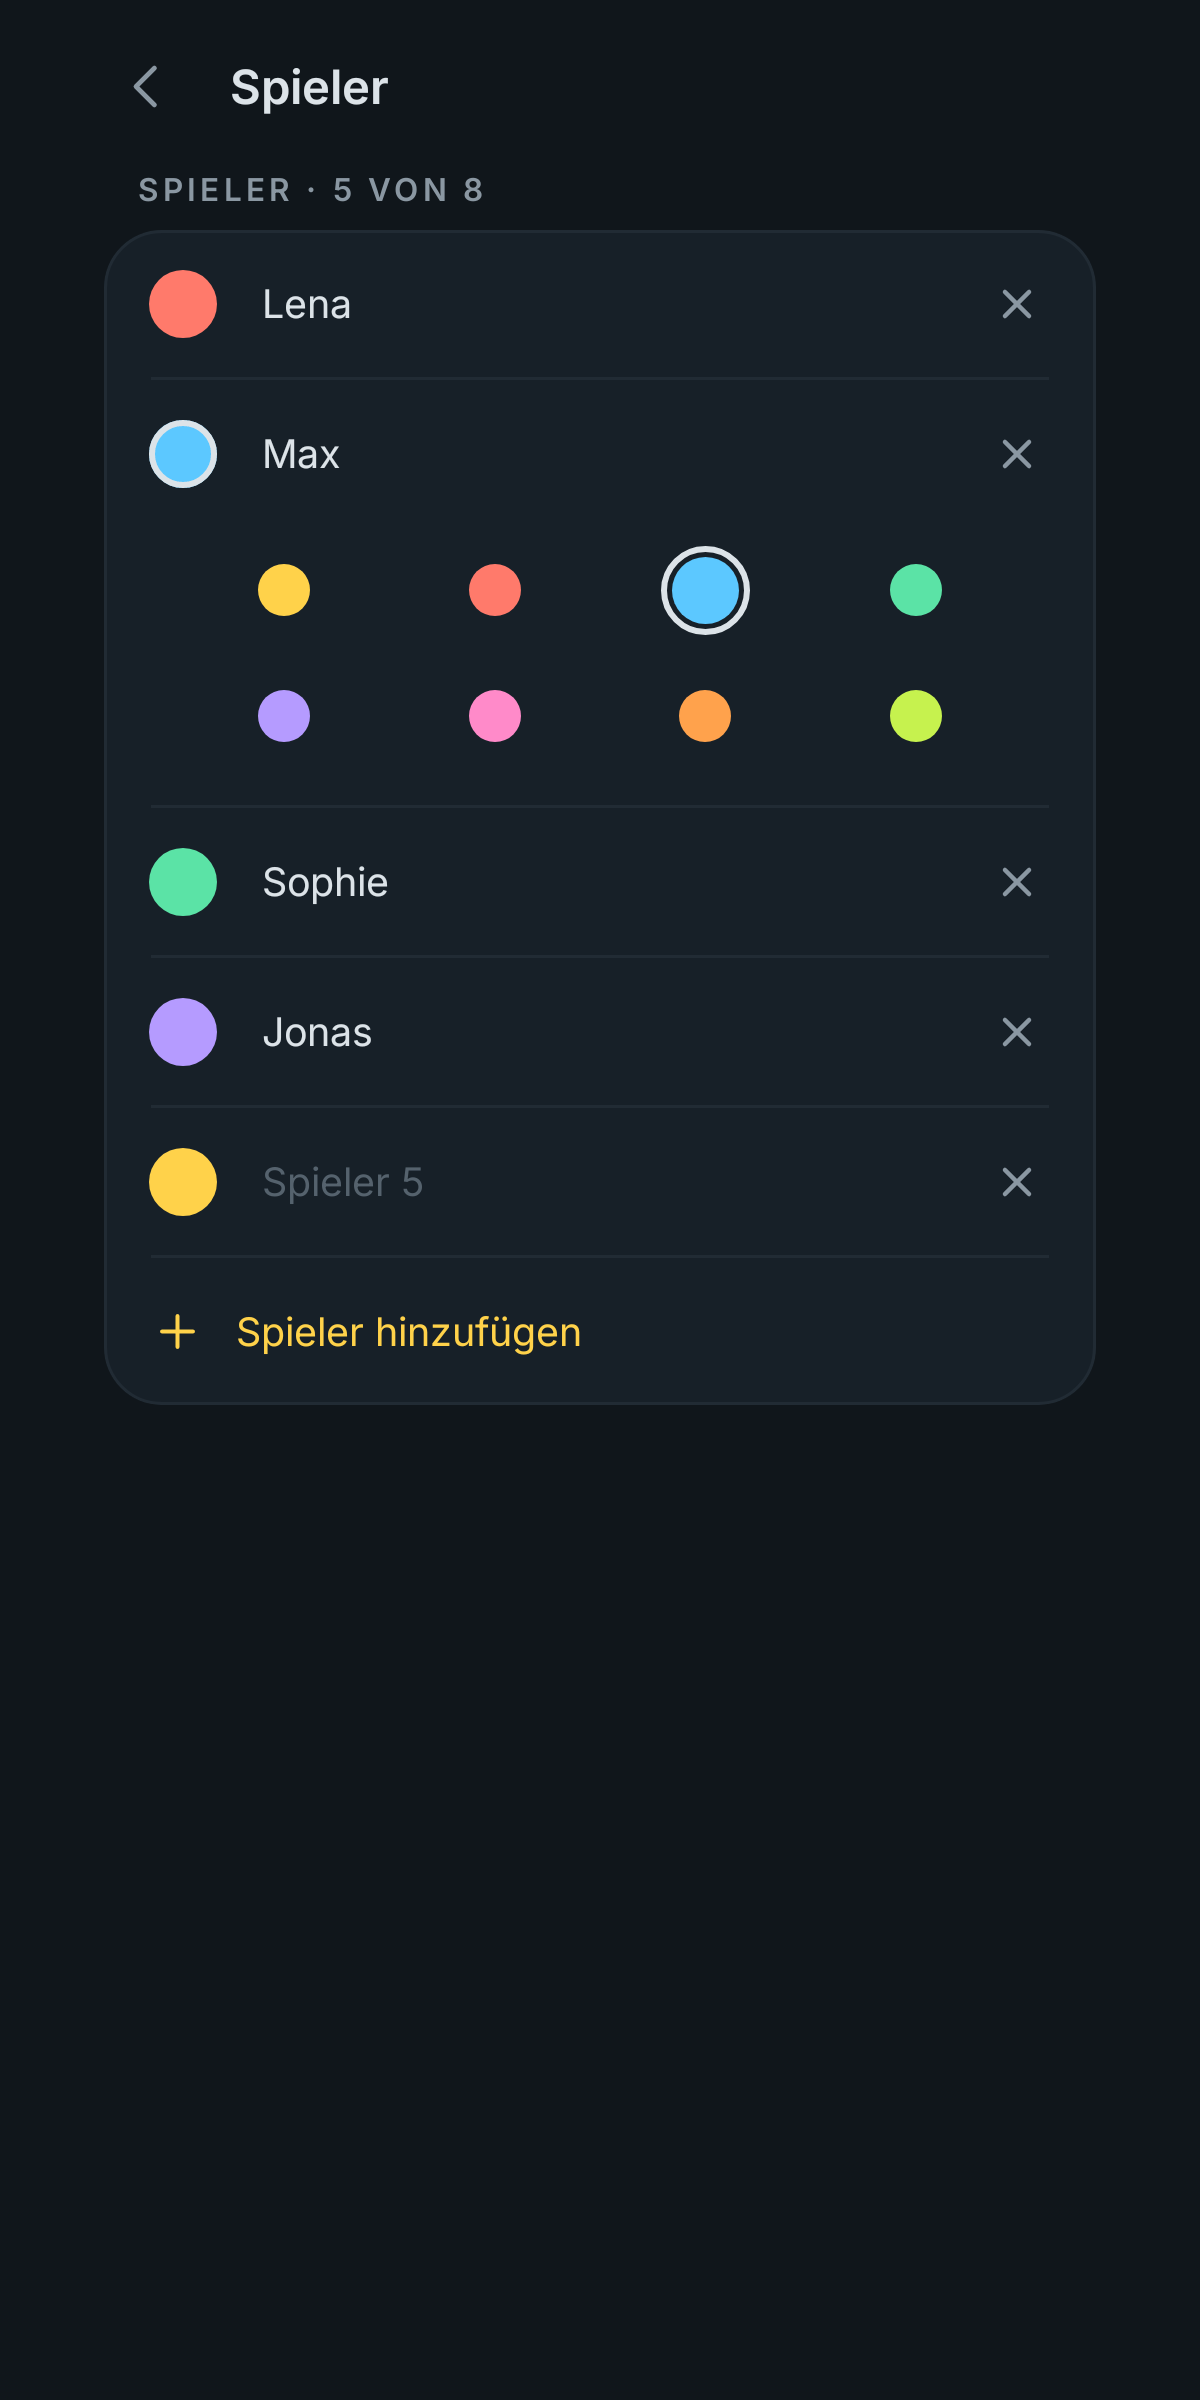 Spieler
SPIELER · 5 VON 8
Lena
Max
Sophie
Jonas
Spieler 5
Spieler hinzufügen